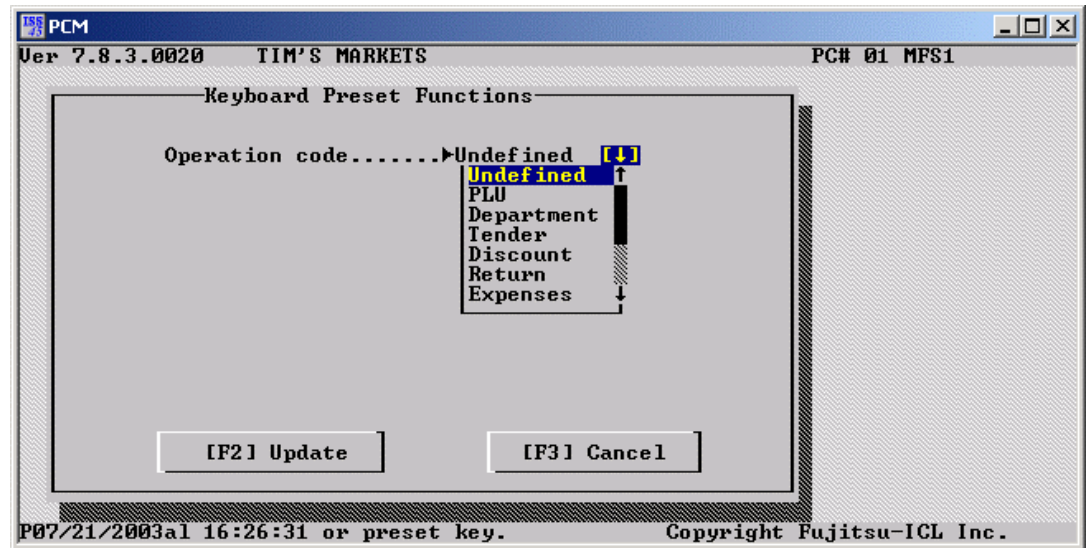 ISS 45 PCM
Ver 7.8.3.0020 TIM'S MARKETS PC# 01 MFS1
Keyboard Preset Functions
Operation code.......►Undefined [↓]
Undefined ↑
PLU
Department
Tender
Discount
Return
Expenses ↓
[F2] Update [F3] Cancel
P07/21/2003al 16:26:31 or preset key. Copyright Fujitsu-ICL Inc.